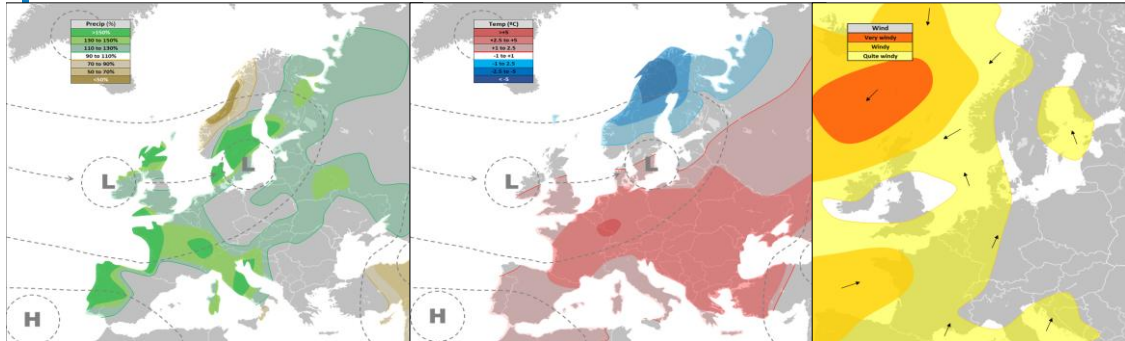 Precip (%)
>150%
130 to 150%
110 to 130%
90 to 110%
70 to 90%
50 to 70%
<50%
L
L
H
Temp (ºC)
>+5
+2.5 to +5
+1 to 2.5
-1 to +1
-1 to 2.5
-2.5 to -5
< -5
L
L
H
Wind
Very windy
Windy
Quite windy